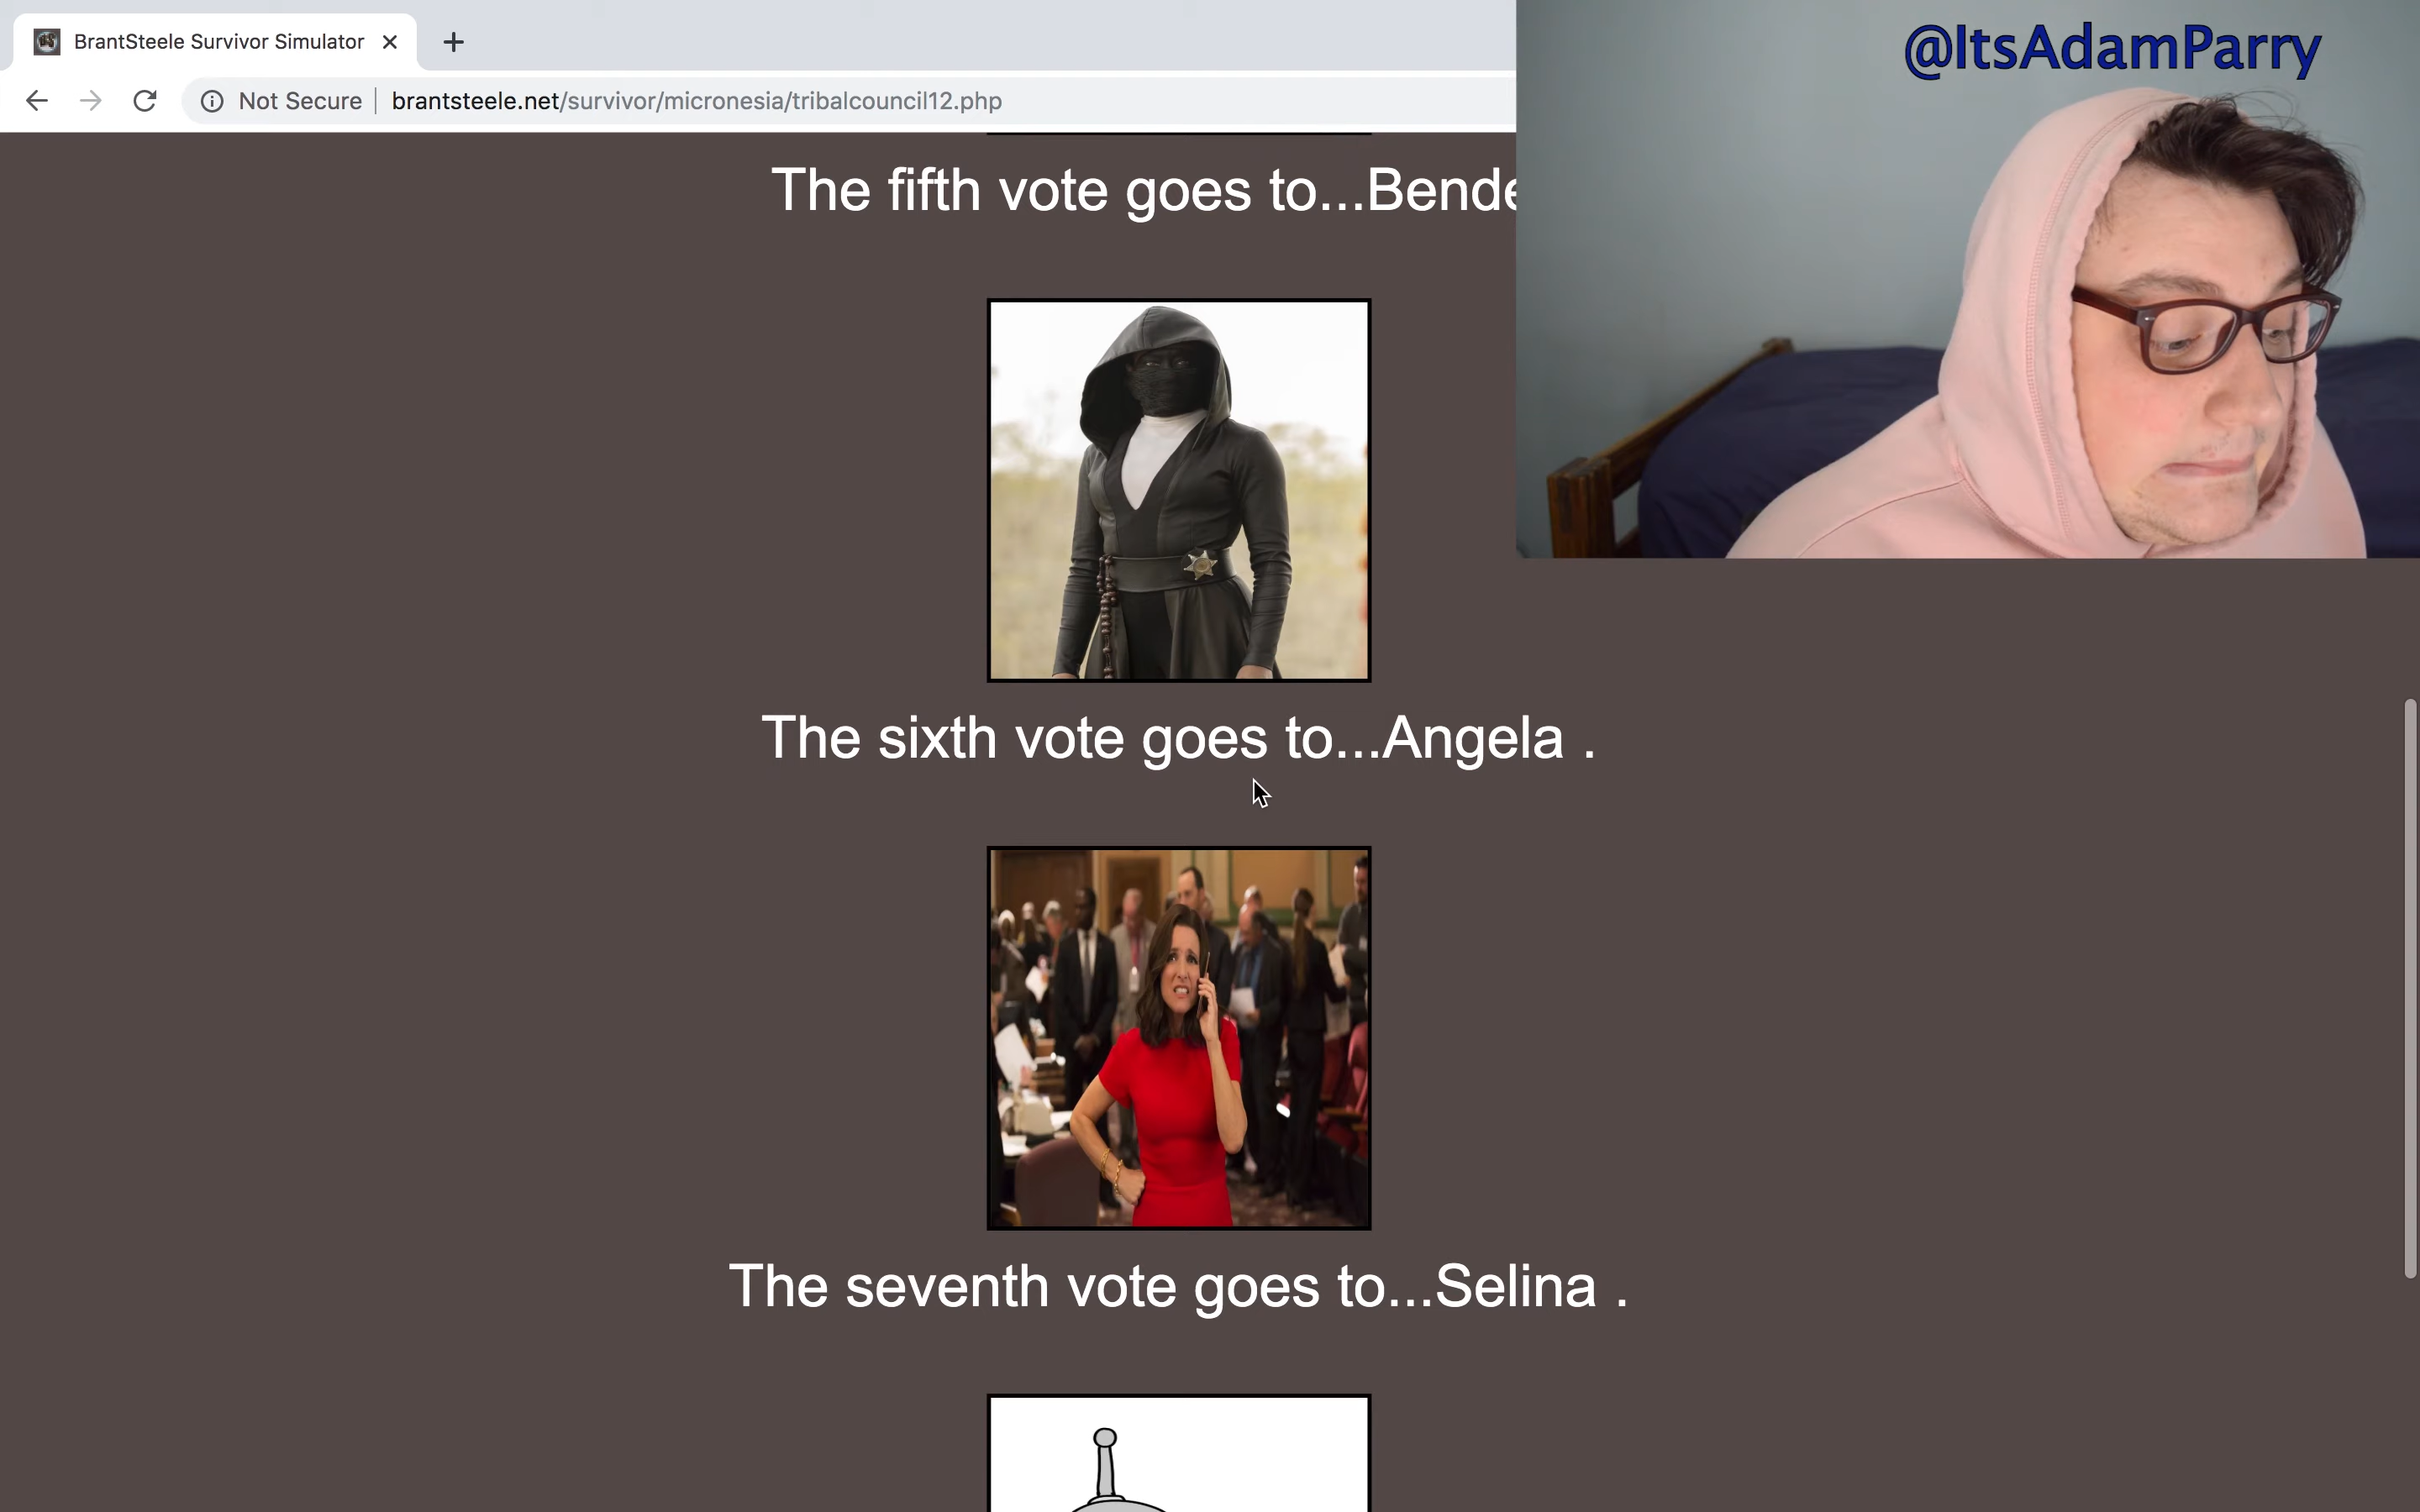 BrantSteele Survivor Simulator
@ItsAdamParry
Not Secure
brantsteele.net/survivor/micronesia/tribalcouncil12.php
The fifth vote goes to...Bende
The sixth vote goes to...Angela .
The seventh vote goes to...Selina .